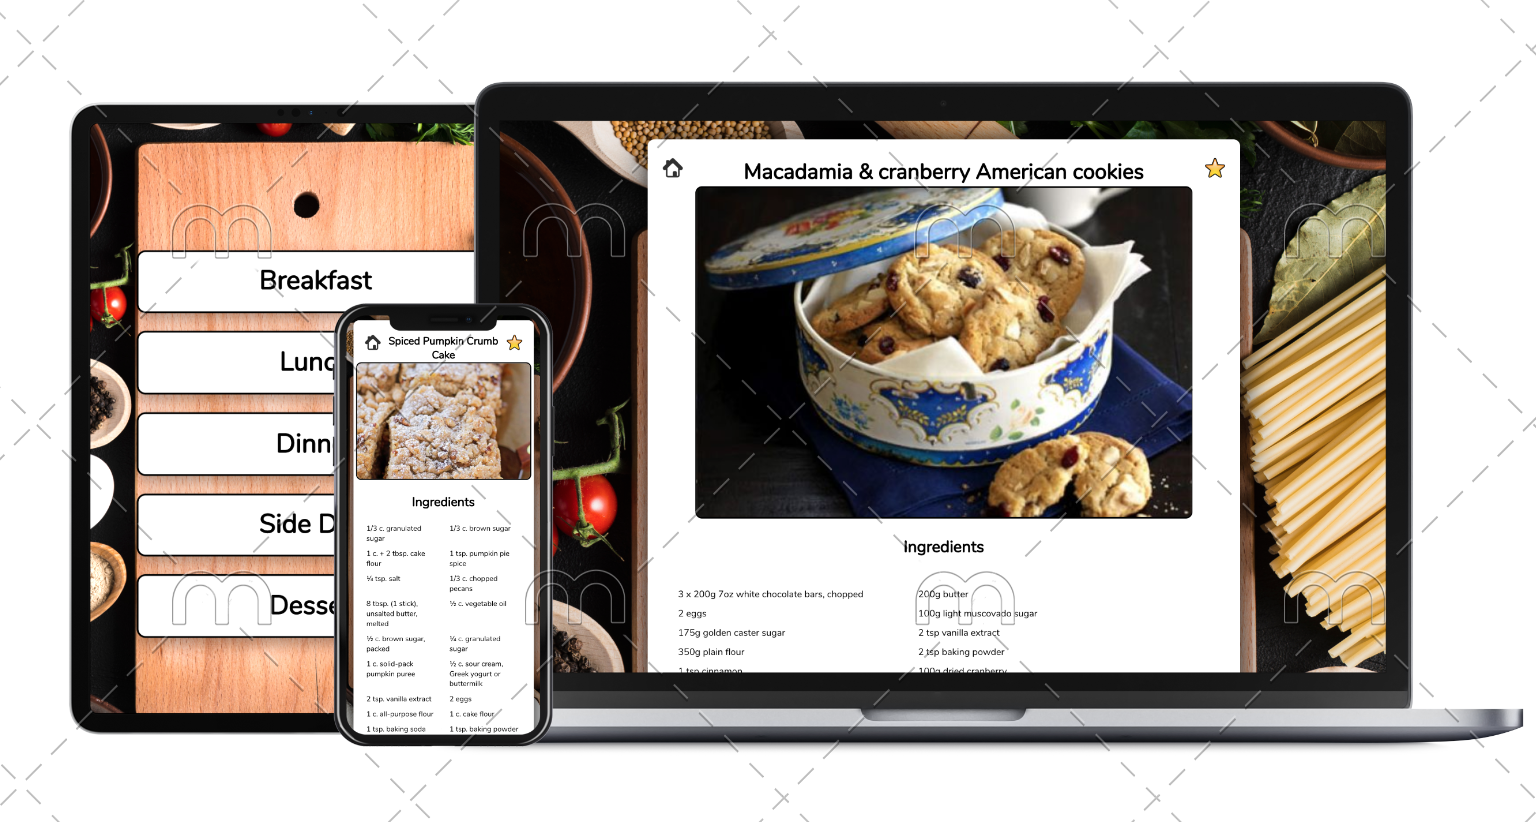 Breakfast
Lunc
Dinn
Side D
Desse
Spiced Pumpkin Crumb
Cake
Ingredients
1/3 c. granulated
sugar
1/3 c. brown sugar
1 c. + 2 tbsp. cake
flour
1 tsp. pumpkin pie
spice
¼ tsp. salt
1/3 c. chopped
pecans
8 tbsp. (1 stick),
unsalted butter,
melted
½ c. vegetable oil
½ c. brown sugar,
packed
¼ c. granulated
sugar
1 c. solid-pack
pumpkin puree
½ c. sour cream,
Greek yogurt or
buttermilk
2 tsp. vanilla extract
2 eggs
1 c. all-purpose flour
1 c. cake flour
1 tsp. baking soda
1 tsp. baking powder
Macadamia & cranberry American cookies
Ingredients
3 x 200g 7oz white chocolate bars, chopped
200g butter
2 eggs
100g light muscovado sugar
175g golden caster sugar
2 tsp vanilla extract
350g plain flour
2 tsp baking powder
1 tsp cinnamon
100g dried cranberry
m
m
m
m
m
m
m
m